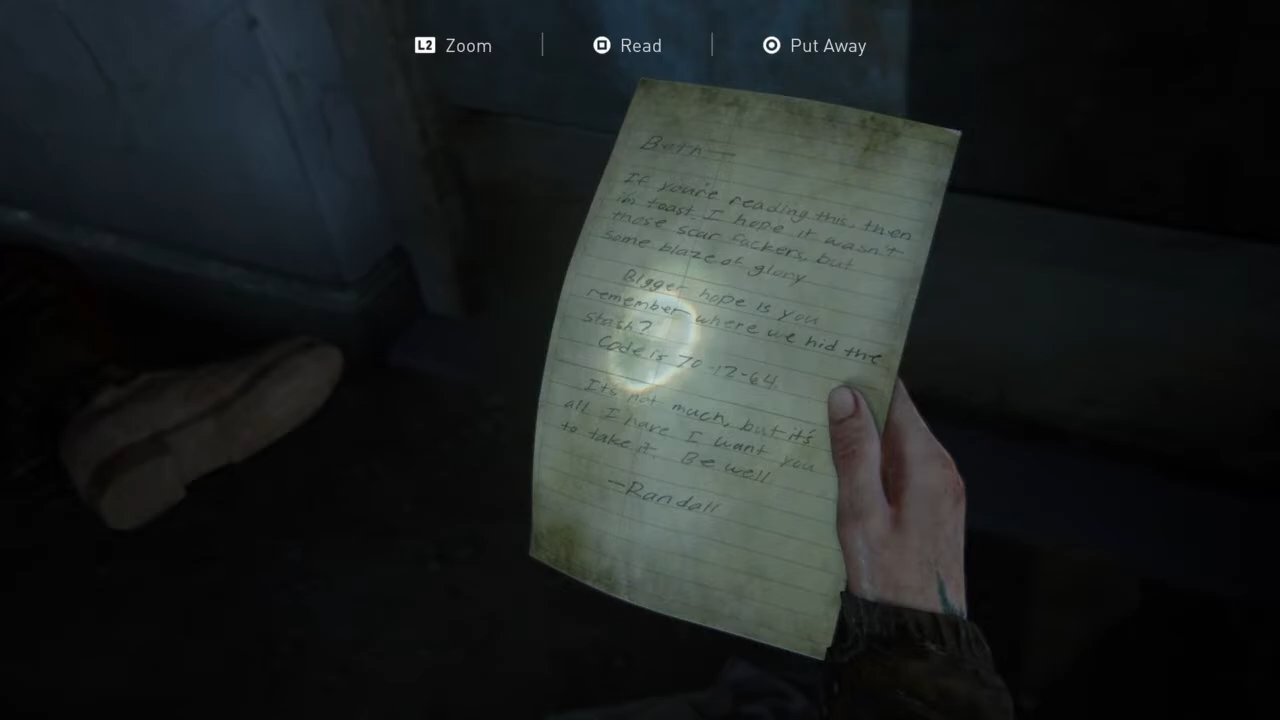 L2 Zoom | Read | Put Away
Beth—
If you're reading this, then
im toast. I hope it wasn't
those scar fuckers, but
some blaze of glory
Bigger hope is you
remember where we hid the
stash?
Code is 70-12-64.
It's not much, but it's
all I have. I want you
to take it. Be well
—Randall